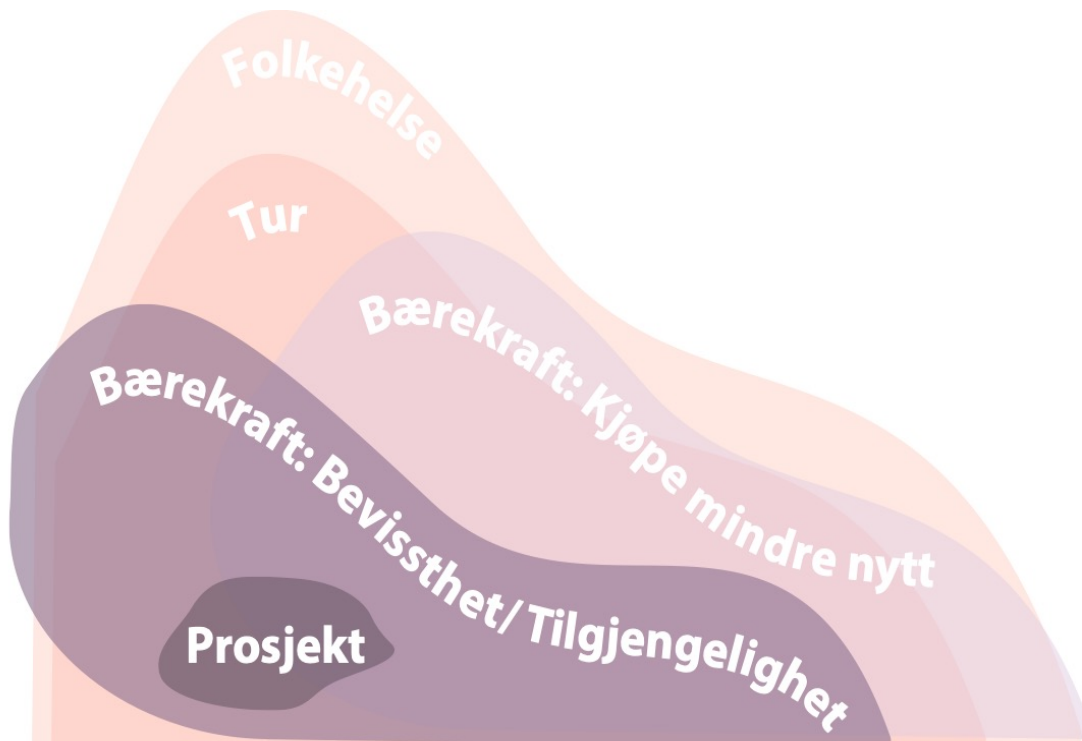 Folkehelse
Tur
Bærekraft: Kjøpe mindre nytt
Bærekraft: Bevissthet/ Tilgjengelighet
Prosjekt